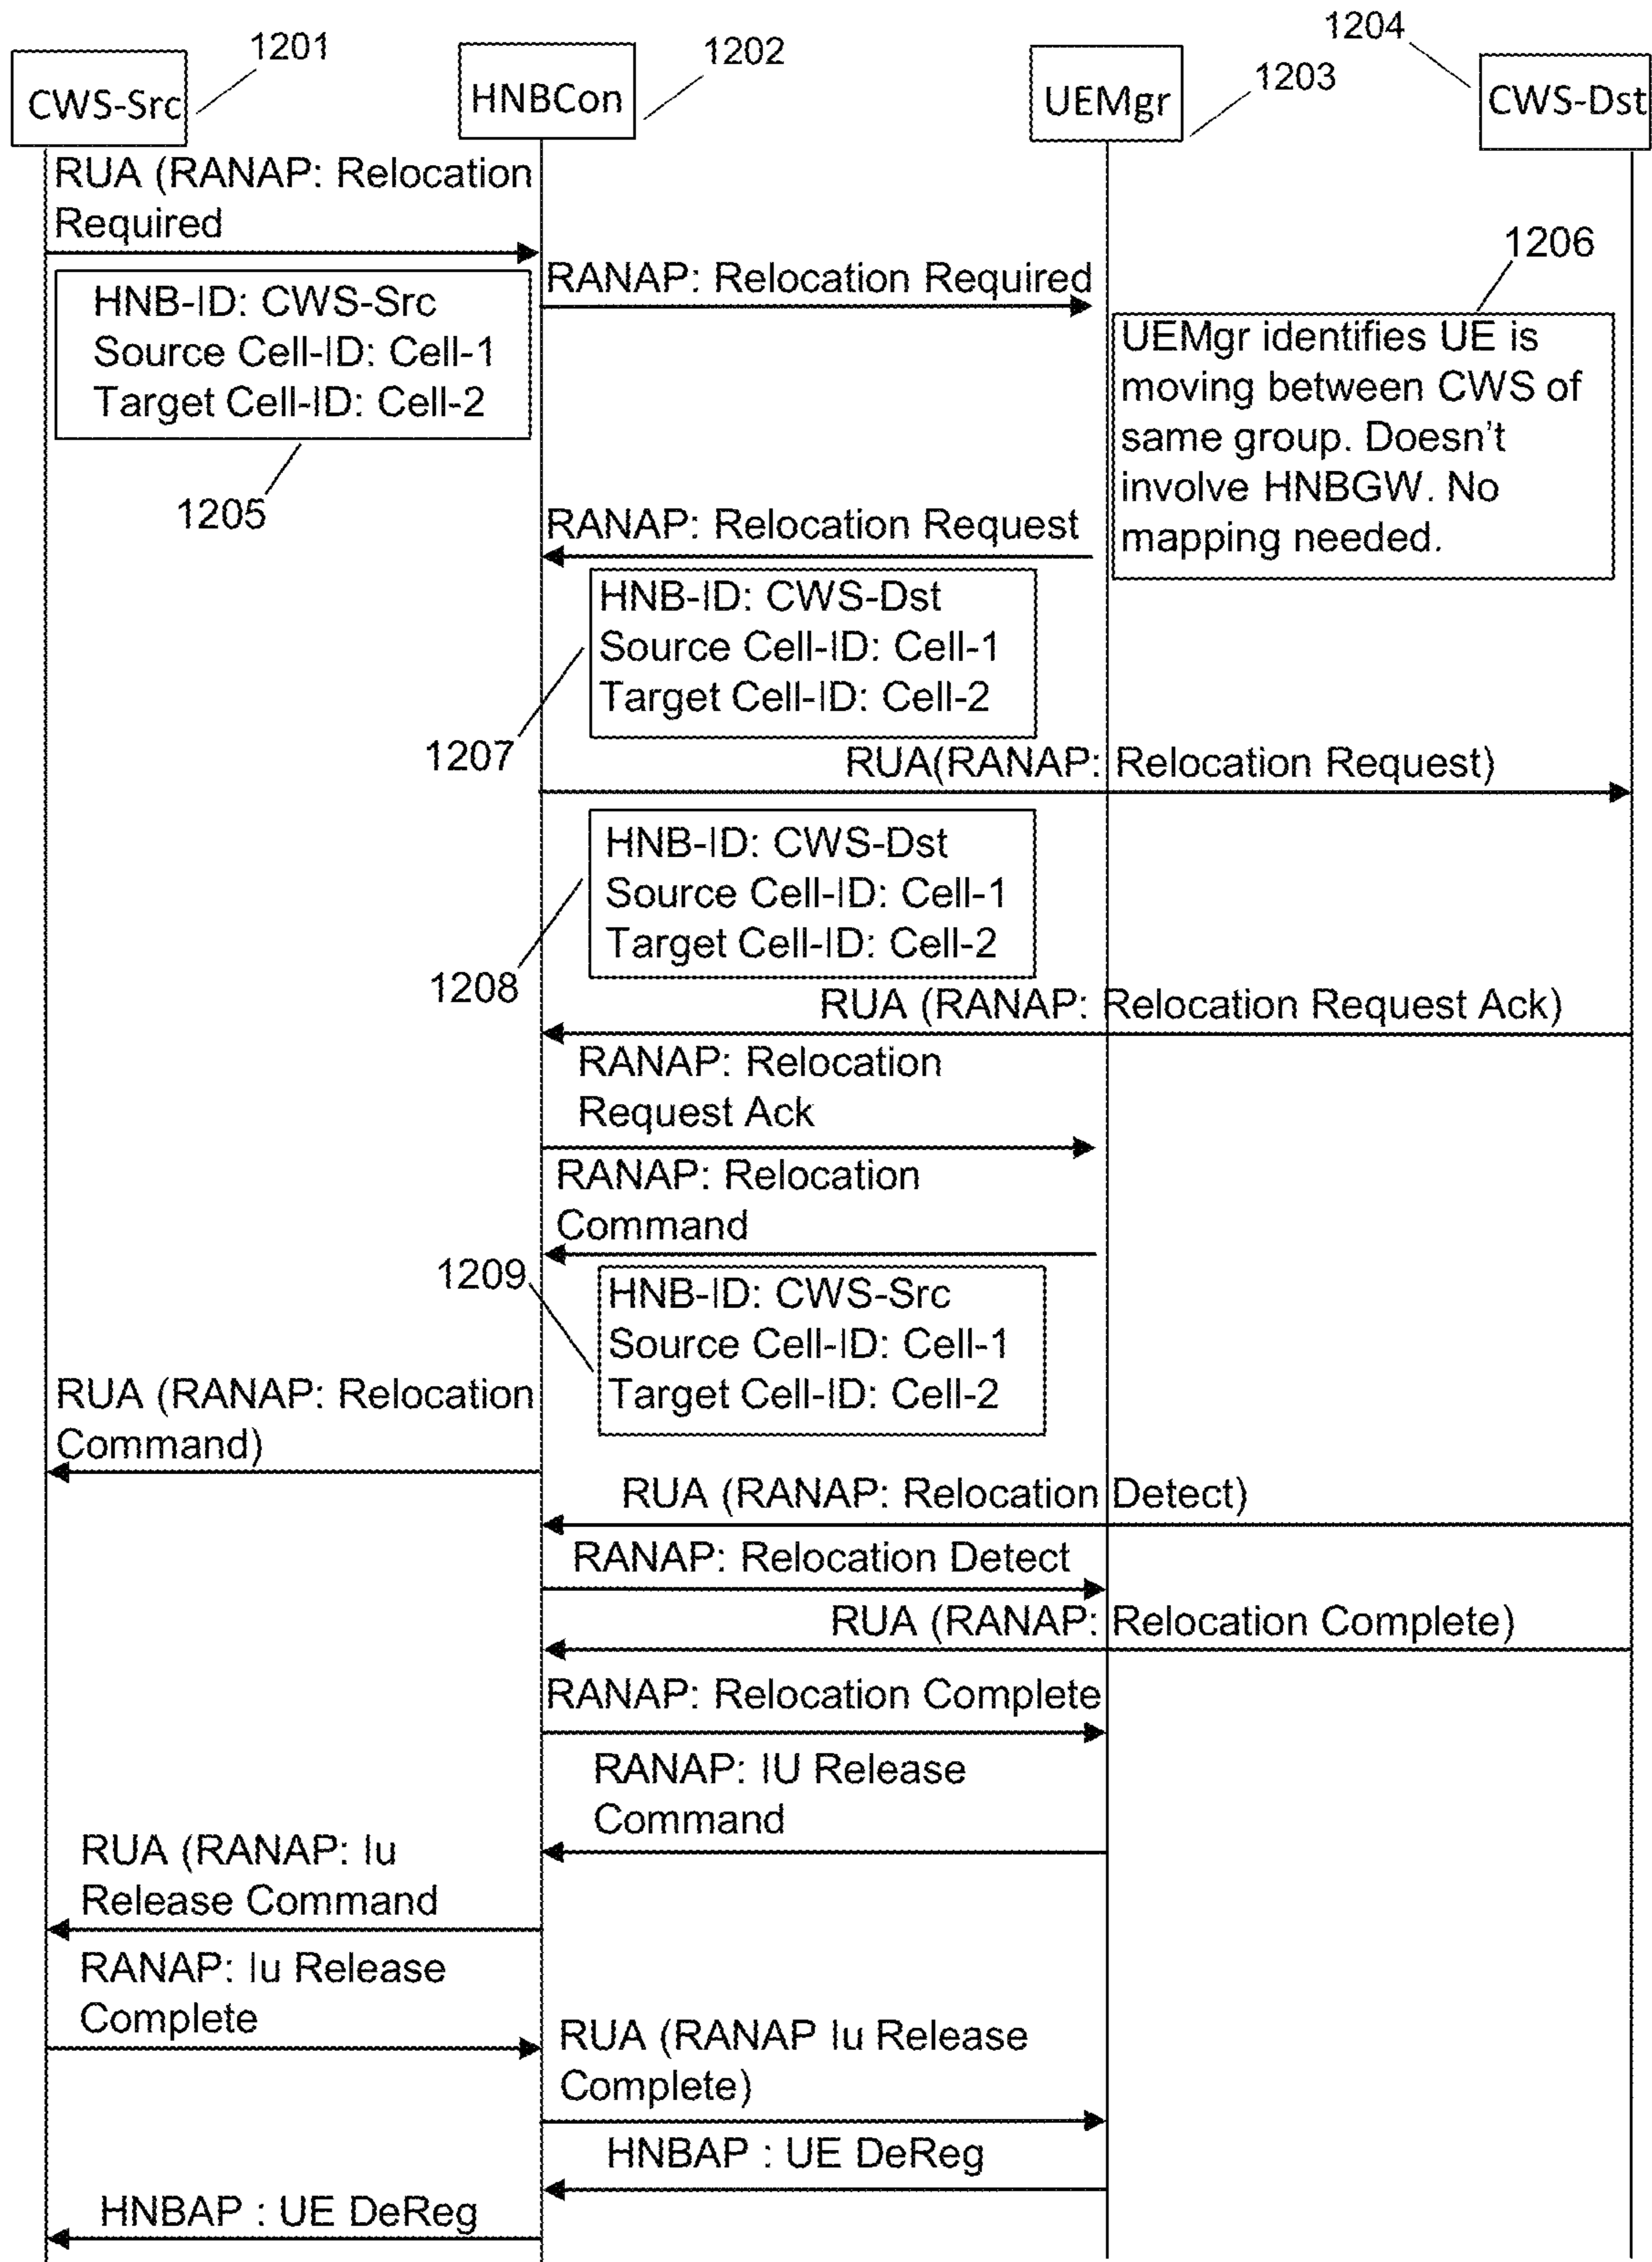 1201
1202
1203
1204
CWS-Src
HNBCon
UEMgr
CWS-Dst
RUA (RANAP: Relocation
Required
RANAP: Relocation Required
HNB-ID: CWS-Src
Source Cell-ID: Cell-1
Target Cell-ID: Cell-2
1205
1206
UEMgr identifies UE is
moving between CWS of
same group. Doesn't
involve HNBGW. No
mapping needed.
RANAP: Relocation Request
HNB-ID: CWS-Dst
Source Cell-ID: Cell-1
Target Cell-ID: Cell-2
1207
RUA(RANAP: Relocation Request)
HNB-ID: CWS-Dst
Source Cell-ID: Cell-1
Target Cell-ID: Cell-2
1208
RUA (RANAP: Relocation Request Ack)
RANAP: Relocation
Request Ack
RANAP: Relocation
Command
1209
HNB-ID: CWS-Src
Source Cell-ID: Cell-1
Target Cell-ID: Cell-2
RUA (RANAP: Relocation
Command)
RUA (RANAP: Relocation Detect)
RANAP: Relocation Detect
RUA (RANAP: Relocation Complete)
RANAP: Relocation Complete
RANAP: IU Release
Command
RUA (RANAP: Iu
Release Command
RANAP: Iu Release
Complete
RUA (RANAP Iu Release
Complete)
HNBAP : UE DeReg
HNBAP : UE DeReg